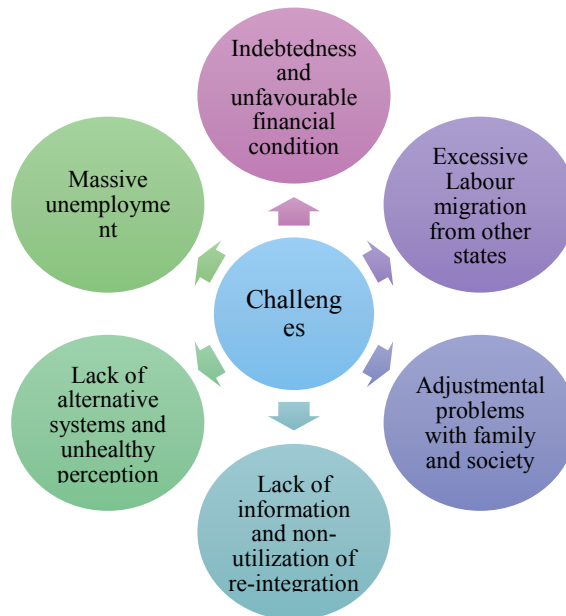 Indebtedness
and
unfavourable
financial
condition
Excessive
Labour
migration
from other
states
Adjustmental
problems
with family
and society
Lack of
information
and non-
utilization of
re-integration
Lack of
alternative
systems and
unhealthy
perception
Massive
unemployme
nt
Challeng
es